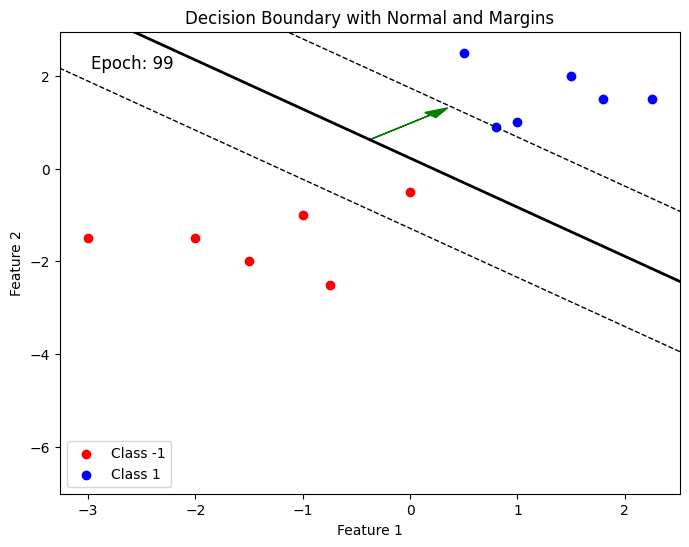 Decision Boundary with Normal and Margins
Epoch: 99
2
0
−2
−4
−6
Feature 2
Class -1
Class 1
−3
−2
−1
0
1
2
Feature 1